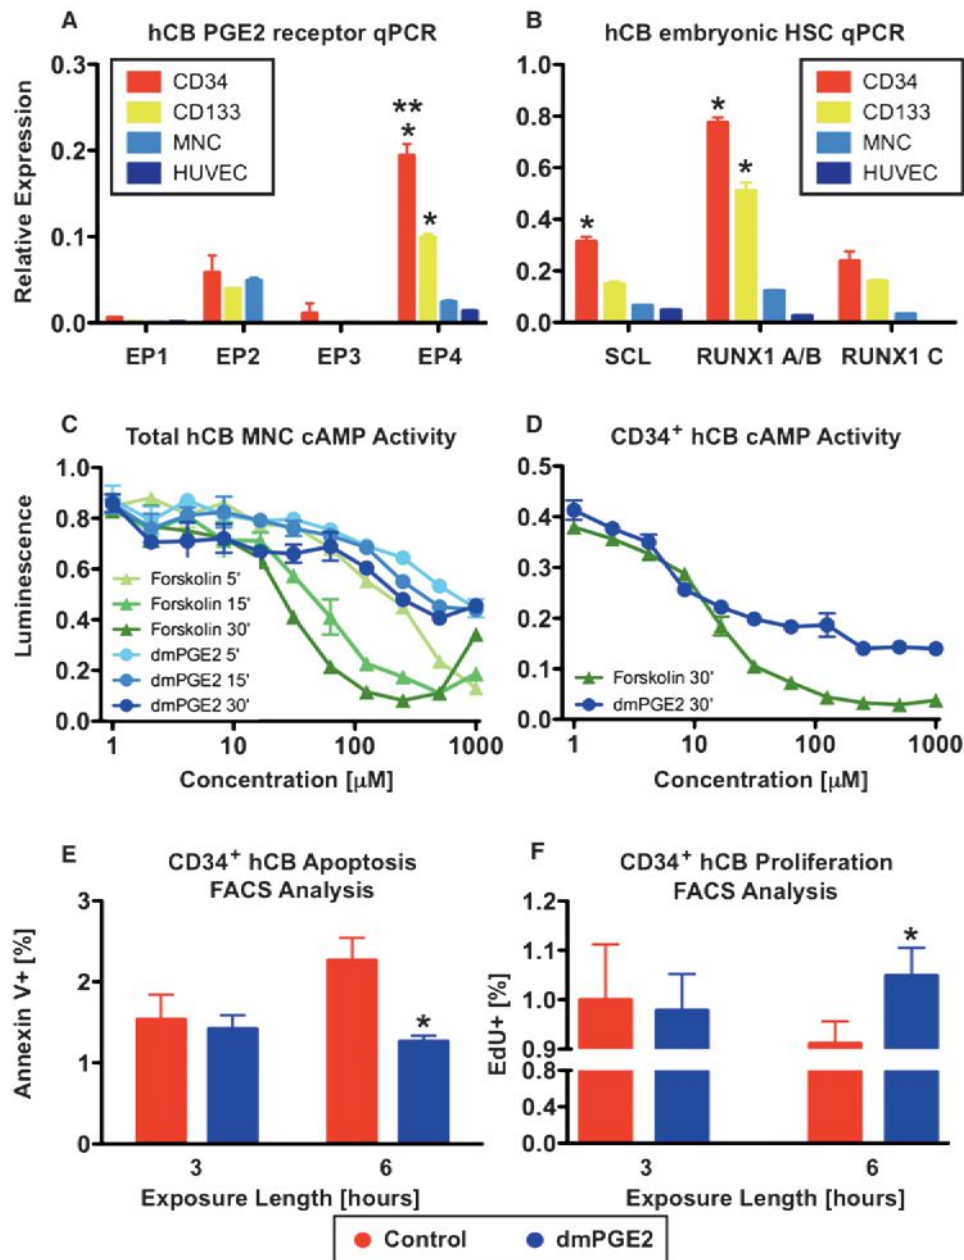 A
hCB PGE2 receptor qPCR
Relative Expression
0.3
0.2
0.1
0.0
CD34
CD133
MNC
HUVEC
**
*
*
EP1 EP2 EP3 EP4
B
hCB embryonic HSC qPCR
1.0
0.8
0.6
0.4
0.2
0.0
CD34
CD133
MNC
HUVEC
*
*
*
SCL RUNX1 A/B RUNX1 C
C
Total hCB MNC cAMP Activity
Luminescence
1.0
0.8
0.6
0.4
0.2
0.0
Forskolin 5'
Forskolin 15'
Forskolin 30'
dmPGE2 5'
dmPGE2 15'
dmPGE2 30'
1 10 100 1000
Concentration [μM]
D
CD34+ hCB cAMP Activity
0.5
0.4
0.3
0.2
0.1
0.0
Forskolin 30'
dmPGE2 30'
1 10 100 1000
Concentration [μM]
E
CD34+ hCB Apoptosis
FACS Analysis
Annexin V+ [%]
3
2
1
0
*
3 6
Exposure Length [hours]
F
CD34+ hCB Proliferation
FACS Analysis
EdU+ [%]
1.2
1.1
1.0
0.9
0.8
0.4
0.0
*
3 6
Exposure Length [hours]
Control dmPGE2